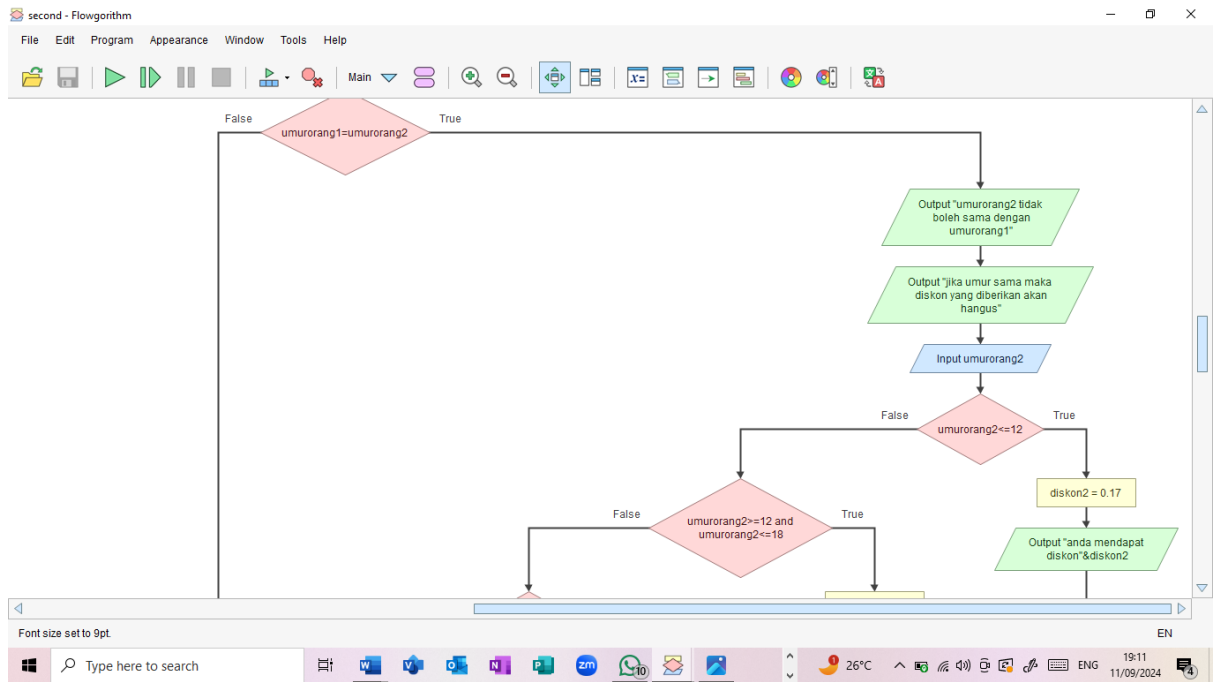 second - Flowgorithm
File Edit Program Appearance Window Tools Help
Main
x=
False
True
umurorang1=umurorang2
Output "umurorang2 tidak
boleh sama dengan
umurorang1"
Output "jika umur sama maka
diskon yang diberikan akan
hangus"
Input umurorang2
False
True
umurorang2<=12
diskon2 = 0.17
False
True
umurorang2>=12 and
umurorang2<=18
Output "anda mendapat
diskon"&diskon2
Font size set to 9pt.
EN
Type here to search
10
1
26°C
ENG
19:11
11/09/2024
4